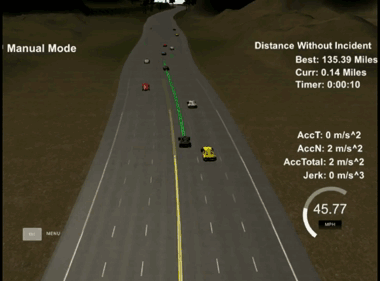 Manual Mode
Distance Without Incident
Best: 135.39 Miles
Curr: 0.14 Miles
Timer: 0:00:10
AccT: 0 m/s^2
AccN: 2 m/s^2
AccTotal: 2 m/s^2
Jerk: 0 m/s^3
45.77
MPH
MENU